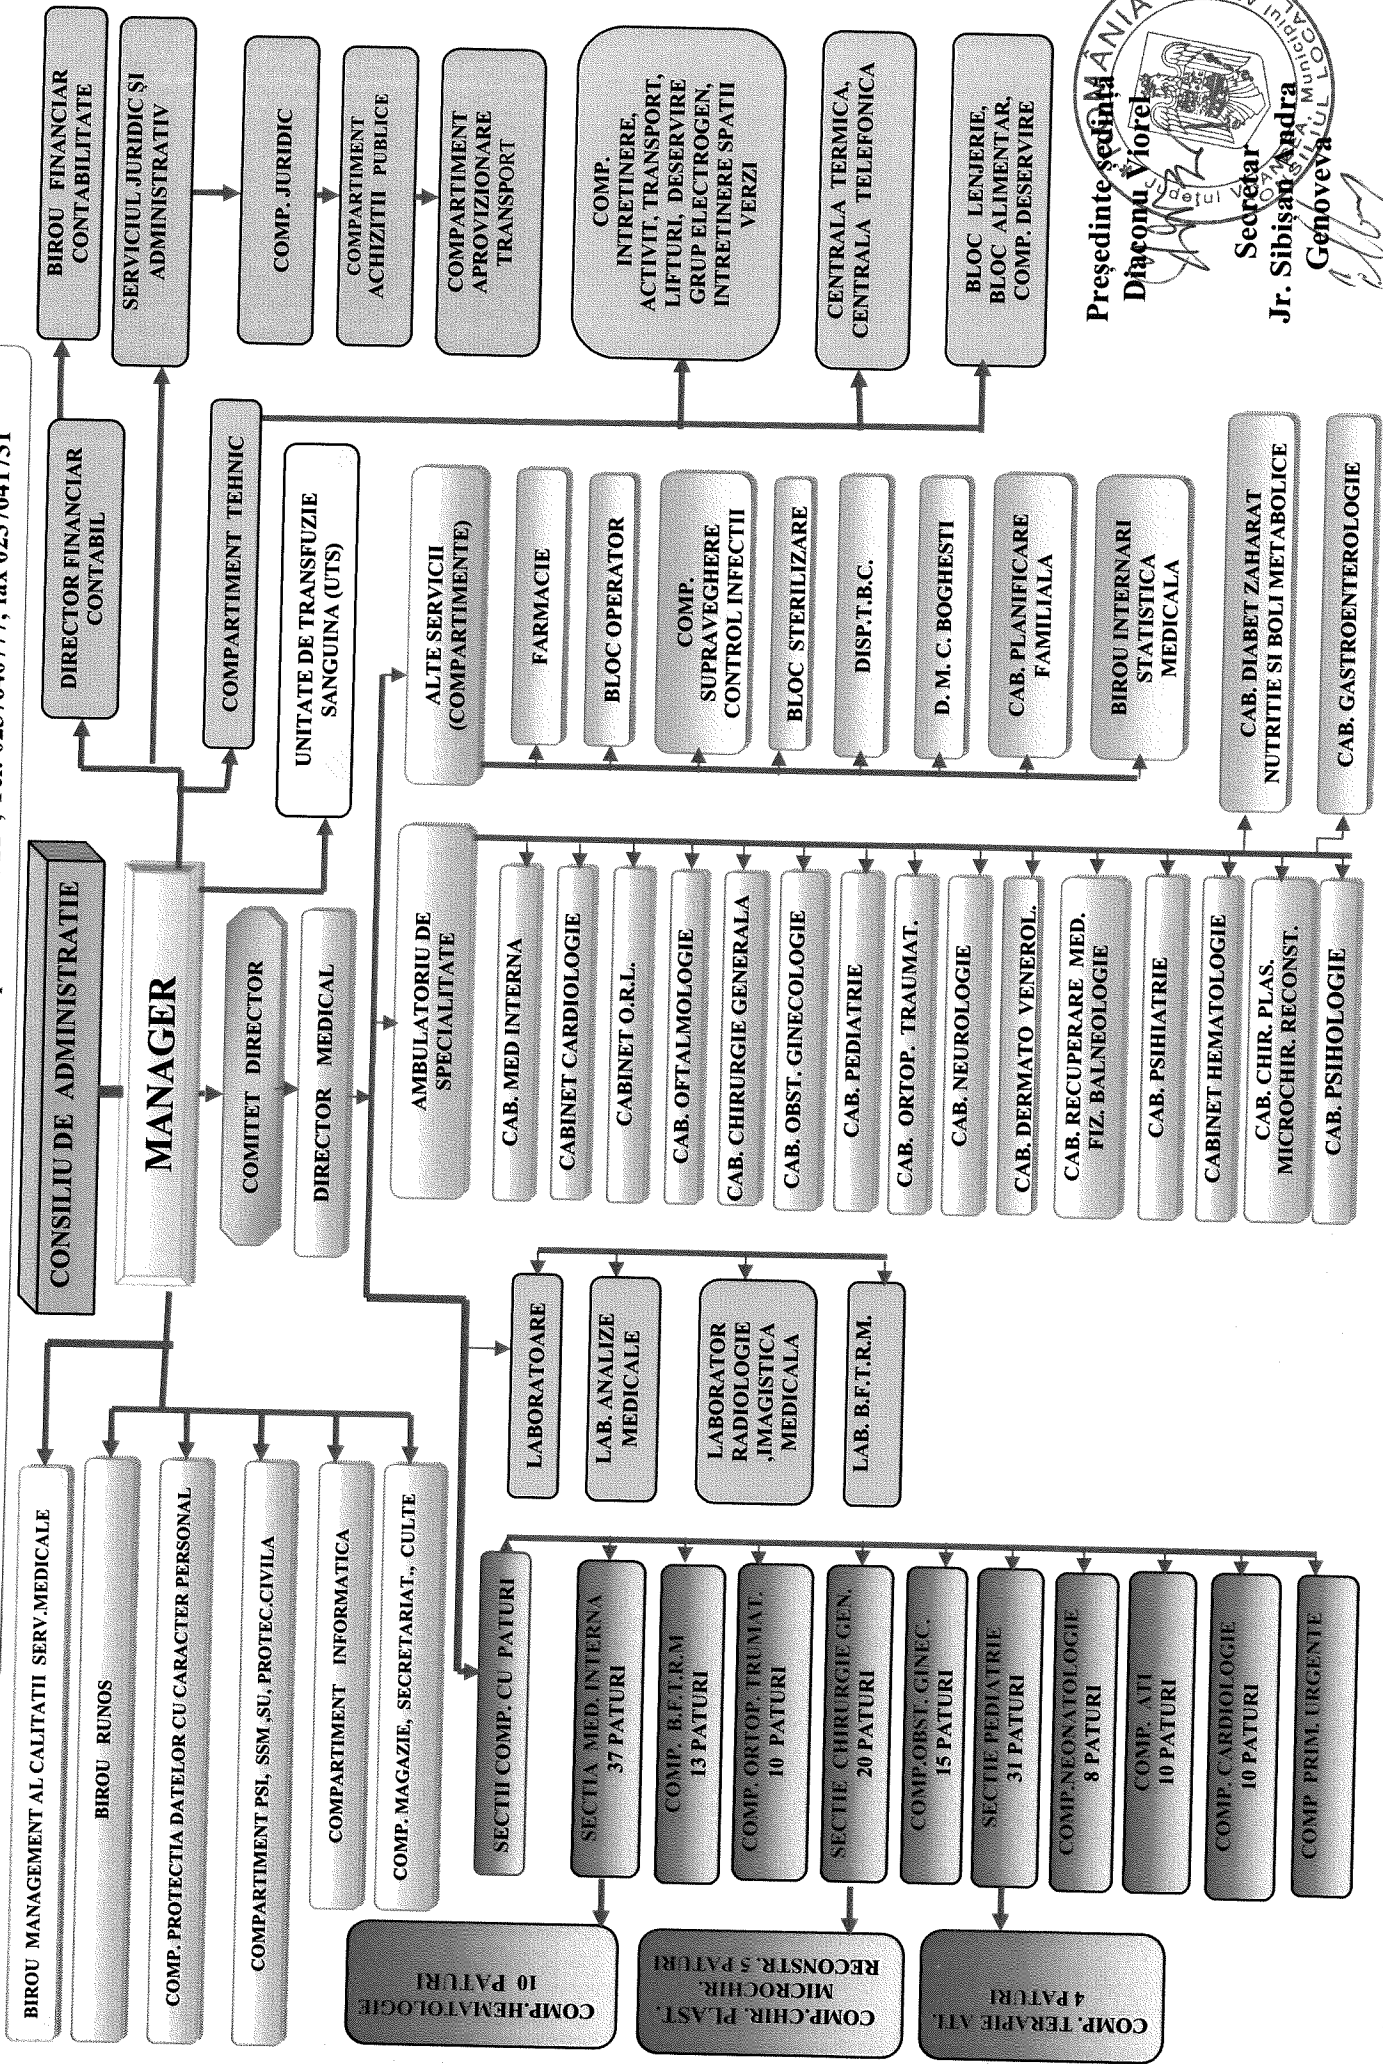 Tel. 0237640777, fax 0237641751
CONSILIU DE ADMINISTRATIE
MANAGER
COMITET DIRECTOR
DIRECTOR MEDICAL
BIROU MANAGEMENT AL CALITATII SERV.MEDICALE
BIROU RUNOS
COMP. PROTECTIA DATELOR CU CARACTER PERSONAL
COMPARTIMENT PSI, SSM ,SU, PROTEC.CIVILA
COMPARTIMENT INFORMATICA
COMP. MAGAZIE, SECRETARIAT., CULTE
DIRECTOR FINANCIAR
CONTABIL
BIROU FINANCIAR
CONTABILITATE
SERVICIUL JURIDIC ȘI
ADMINISTRATIV
COMP. JURIDIC
COMPARTIMENT
ACHIZITII PUBLICE
COMPARTIMENT
APROVIZIONARE
TRANSPORT
COMPARTIMENT TEHNIC
COMP.
INTRETINERE,
ACTIVIT, TRANSPORT,
LIFTURI, DESERVIRE
GRUP ELECTROGEN,
INTRETINERE SPATII
VERZI
CENTRALA TERMICA,
CENTRALA TELEFONICA
BLOC LENJERIE,
BLOC ALIMENTAR,
COMP. DESERVIRE
UNITATE DE TRANSFUZIE
SANGUINA (UTS)
SECTII COMP. CU PATURI
SECTIA MED. INTERNA
37 PATURI
COMP. B.F.T.R.M
13 PATURI
COMP. ORTOP. TRUMAT.
10 PATURI
SECTIE CHIRURGIE GEN.
20 PATURI
COMP.OBST. GINEC.
15 PATURI
SECTIE PEDIATRIE
31 PATURI
COMP.NEONATOLOGIE
8 PATURI
COMP. ATI
10 PATURI
COMP. CARDIOLOGIE
10 PATURI
COMP PRIM. URGENTE
COMP.HEMATOLOGIE
10 PATURI
COMP.CHIR. PLAST.
MICROCHIR.
RECONSTR. 5 PATURI
COMP. TERAPIE ATI.
4 PATURI
LABORATOARE
LAB. ANALIZE
MEDICALE
LABORATOR
RADIOLOGIE
,IMAGISTICA
MEDICALA
LAB. B.F.T.R.M.
AMBULATORIU DE
SPECIALITATE
CAB. MED INTERNA
CABINET CARDIOLOGIE
CABINET O.R.L.
CAB. OFTALMOLOGIE
CAB. CHIRURGIE GENERALA
CAB. OBST. GINECOLOGIE
CAB. PEDIATRIE
CAB. ORTOP. TRAUMAT.
CAB. NEUROLOGIE
CAB. DERMATO VENEROL.
CAB. RECUPERARE MED.
FIZ. BALNEOLOGIE
CAB. PSIHIATRIE
CABINET HEMATOLOGIE
CAB. CHIR. PLAS.
MICROCHIR. RECONST.
CAB. PSIHOLOGIE
CAB. DIABET ZAHARAT
NUTRITIE SI BOLI METABOLICE
CAB. GASTROENTEROLOGIE
ALTE SERVICII
(COMPARTIMENTE)
FARMACIE
BLOC OPERATOR
COMP.
SUPRAVEGHERE
CONTROL INFECTII
BLOC STERILIZARE
DISP.T.B.C.
D. M. C. BOGHESTI
CAB. PLANIFICARE
FAMILIALA
BIROU INTERNARI
STATISTICA
MEDICALA
Președinte ședință
Diaconu Viorel
Secretar
Jr. Sibișan Andra
Genoveva
ROMÂNIA
Județul VRANCEA
Municipiul
CONSILIUL LOCAL